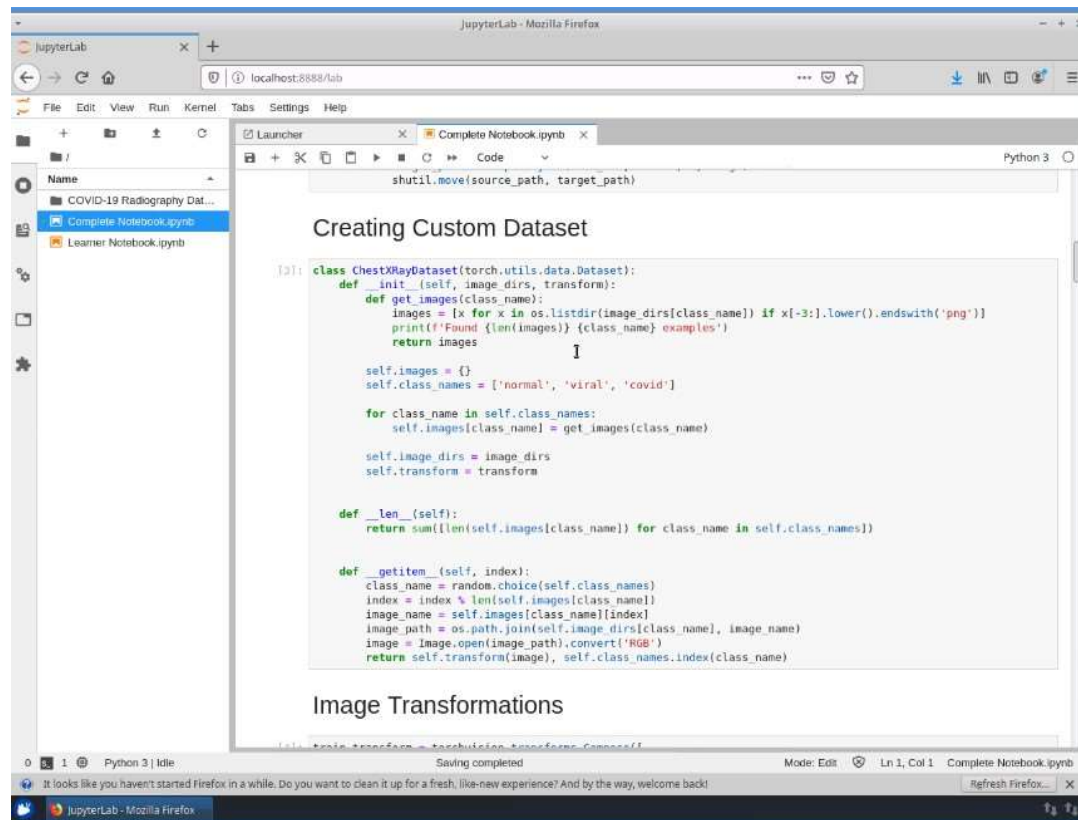 JupyterLab - Mozilla Firefox
JupyterLab
localhost:8888/lab
File Edit View Run Kernel Tabs Settings Help
Launcher
Complete Notebook.ipynb
/
Code
Python 3
Name
COVID-19 Radiography Dat...
Complete Notebook.ipynb
Learner Notebook.ipynb
shutil.move(source_path, target_path)
Creating Custom Dataset
[3]:
class ChestXRayDataset(torch.utils.data.Dataset):
    def __init__(self, image_dirs, transform):
        def get_images(class_name):
            images = [x for x in os.listdir(image_dirs[class_name]) if x[-3:].lower().endswith('png')]
            print(f'Found {len(images)} {class_name} examples')
            return images
        self.images = {}
        self.class_names = ['normal', 'viral', 'covid']
        for class_name in self.class_names:
            self.images[class_name] = get_images(class_name)
        self.image_dirs = image_dirs
        self.transform = transform
    def __len__(self):
        return sum([len(self.images[class_name]) for class_name in self.class_names])
    def __getitem__(self, index):
        class_name = random.choice(self.class_names)
        index = index % len(self.images[class_name])
        image_name = self.images[class_name][index]
        image_path = os.path.join(self.image_dirs[class_name], image_name)
        image = Image.open(image_path).convert('RGB')
        return self.transform(image), self.class_names.index(class_name)
Image Transformations
0 1 Python 3 | Idle
Saving completed
Mode: Edit Ln 1, Col 1 Complete Notebook.ipynb
It looks like you haven't started Firefox in a while. Do you want to clean it up for a fresh, like-new experience? And by the way, welcome back!
Refresh Firefox...
JupyterLab - Mozilla Firefox